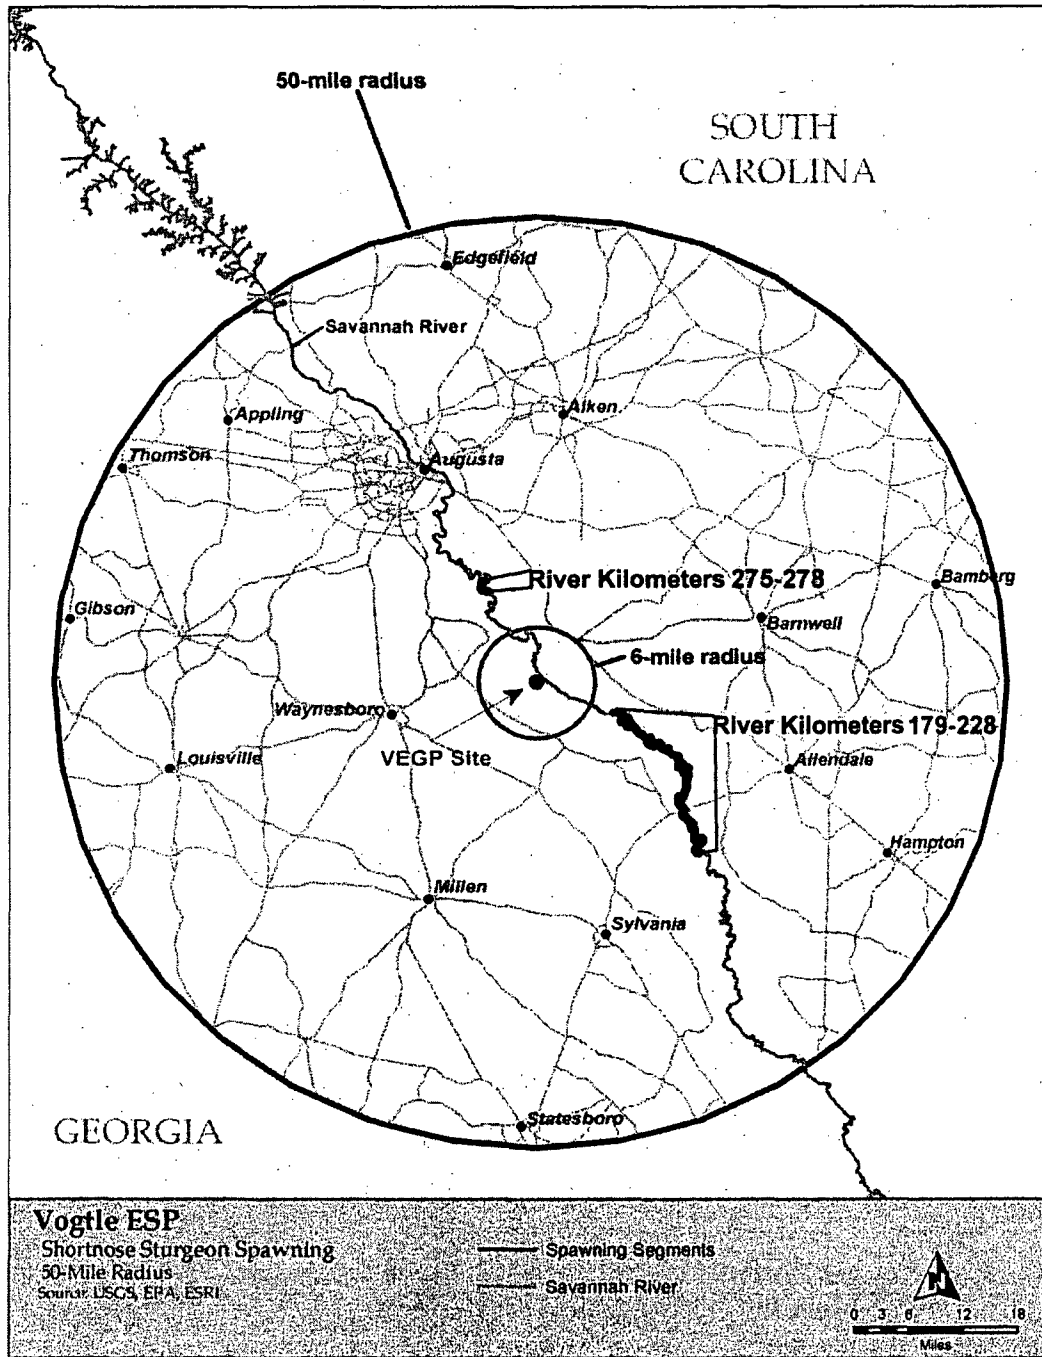 50-mile radius
SOUTH
CAROLINA
Edgefield
Savannah River
Appling
Aiken
Thomson
Augusta
River Kilometers 275-278
Bamberg
Gibson
Barnwell
6-mile radius
Waynesboro
River Kilometers 179-228
VEGP Site
Louisville
Allendale
Hampton
Millen
Sylvania
GEORGIA
Statesboro
Vogtle ESP
Shortnose Sturgeon Spawning
50-Mile Radius
Source: USGS, EPA, ESRI
Spawning Segments
Savannah River
N
0 3 6 12 18
Miles